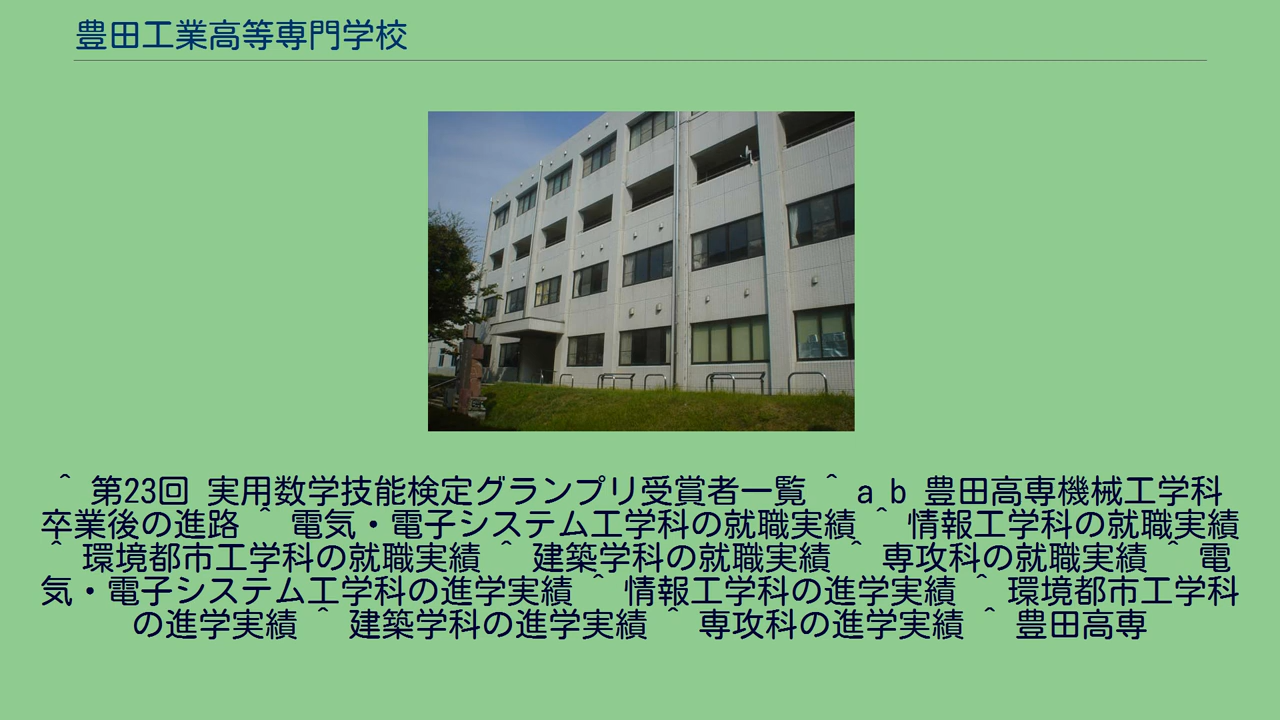 豊田工業高等専門学校
^ 第23回 実用数学技能検定グランプリ受賞者一覧 ^ a b 豊田高専機械工学科
卒業後の進路 ^ 電気・電子システム工学科の就職実績 ^ 情報工学科の就職実績
^ 環境都市工学科の就職実績 ^ 建築学科の就職実績 ^ 専攻科の就職実績 ^ 電
気・電子システム工学科の進学実績 ^ 情報工学科の進学実績 ^ 環境都市工学科
の進学実績 ^ 建築学科の進学実績 ^ 専攻科の進学実績 ^ 豊田高専